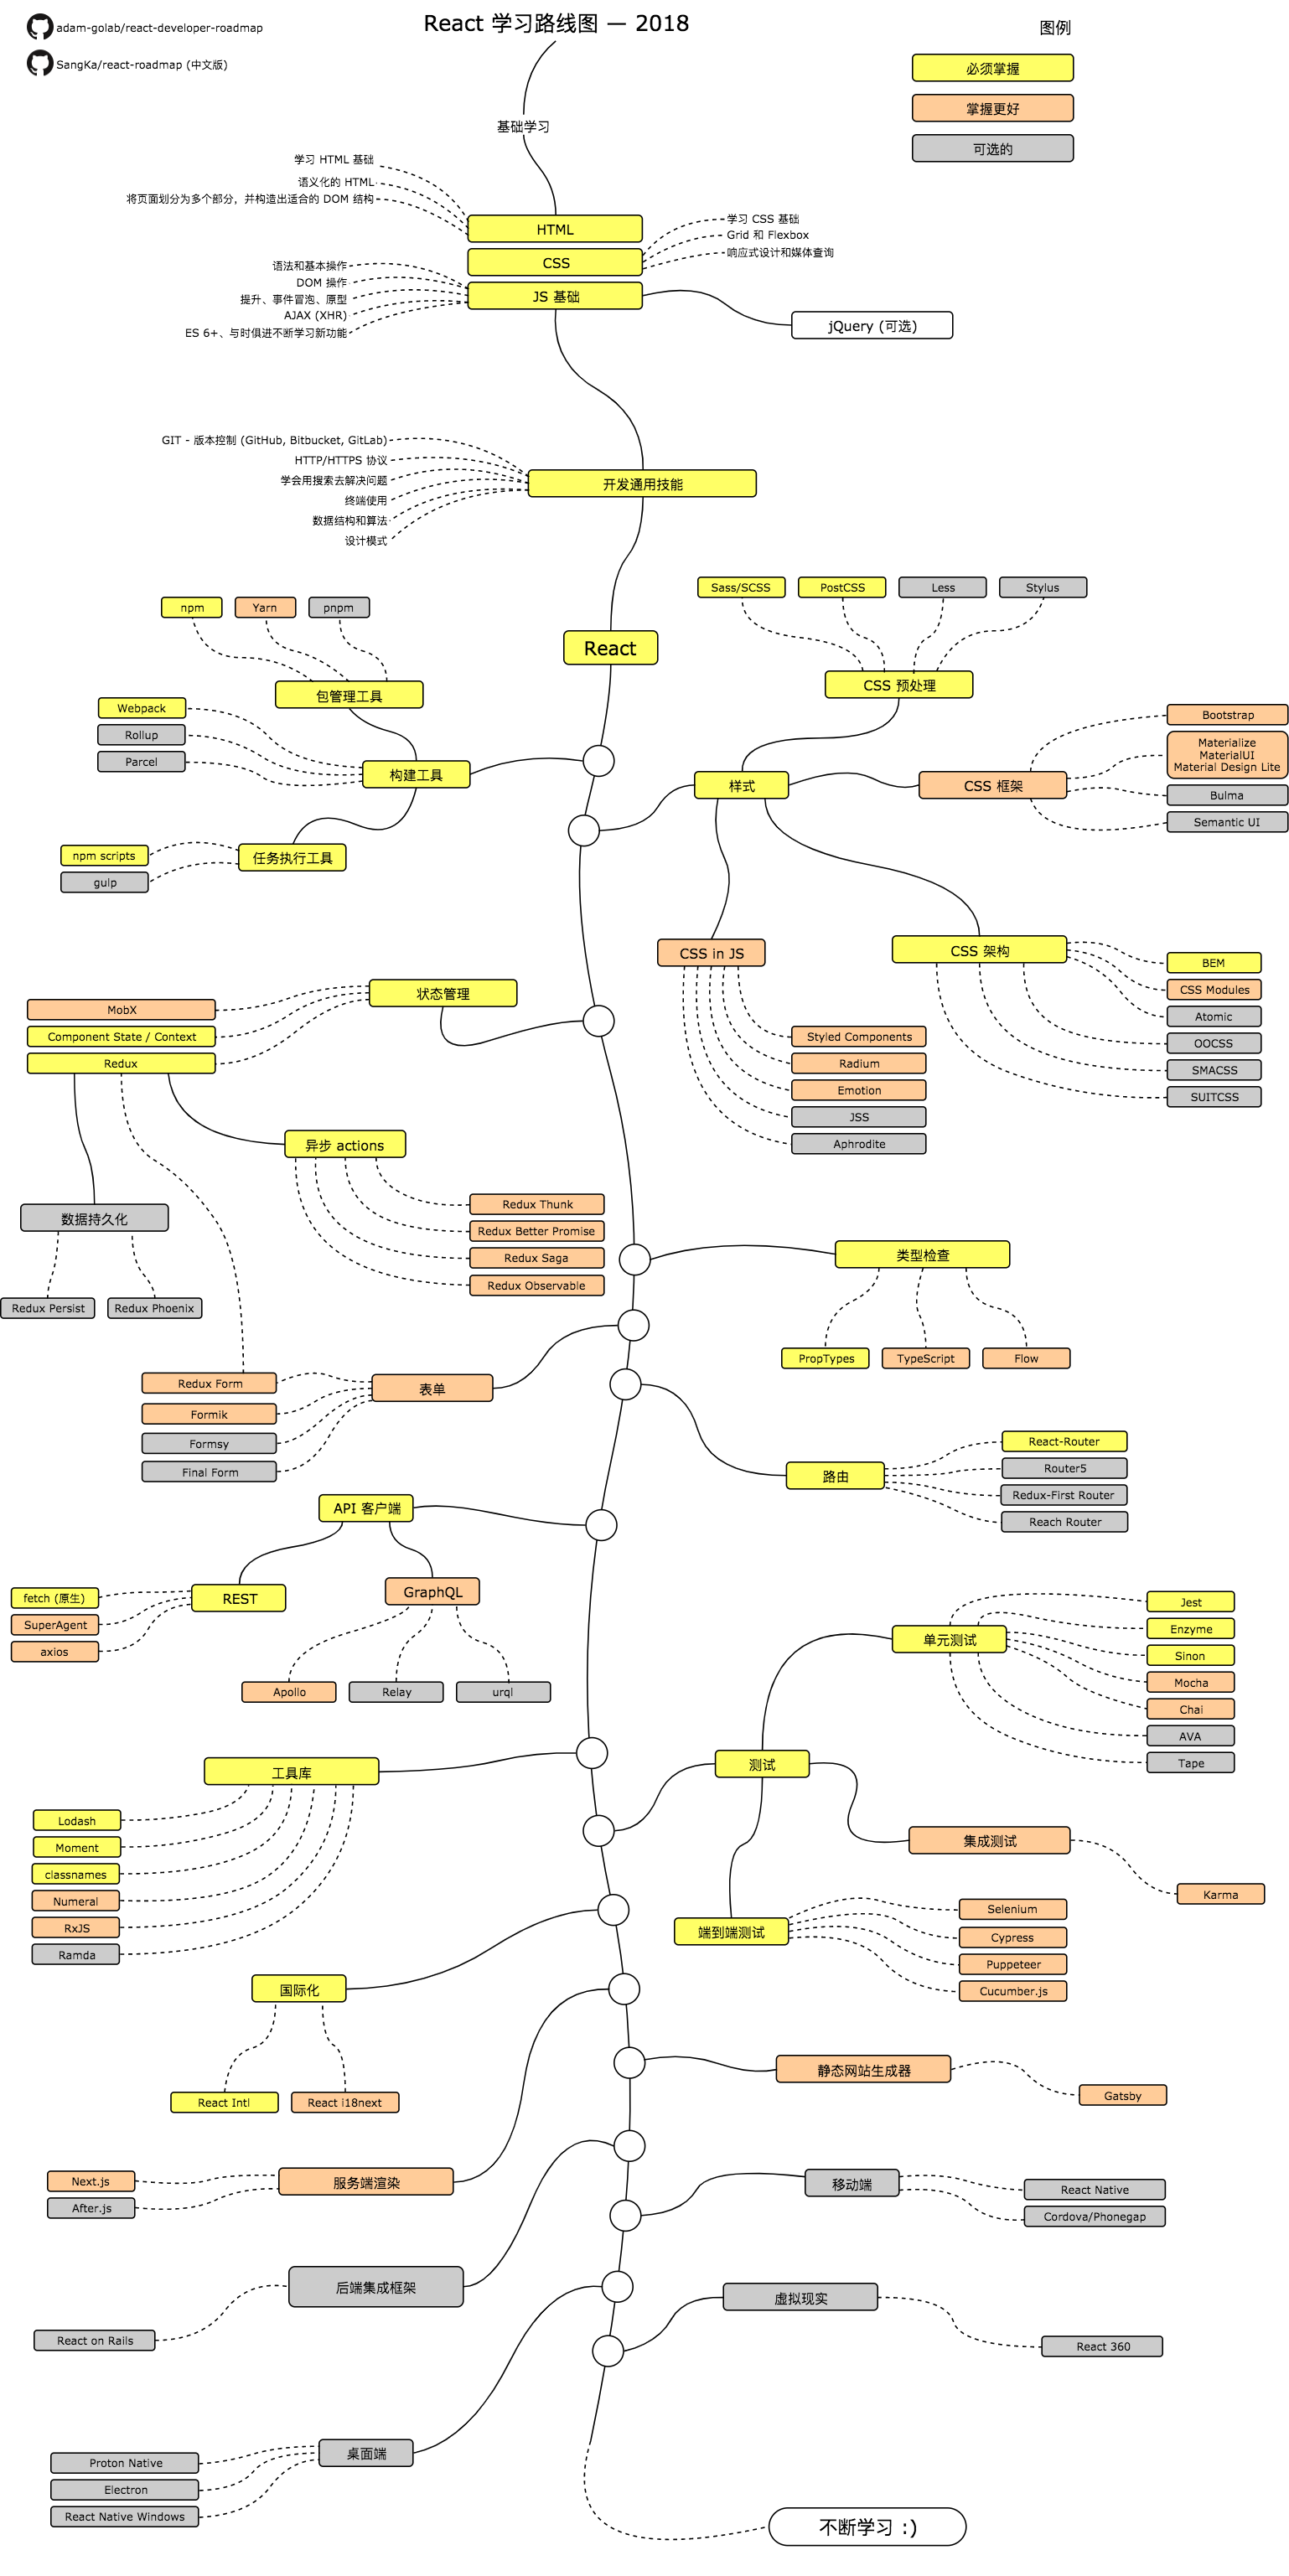 React 学习路线图 — 2018
adam-golab/react-developer-roadmap
SangKa/react-roadmap (中文版)
图例
必须掌握
掌握更好
可选的
基础学习
学习 HTML 基础
语义化的 HTML
将页面划分为多个部分，并构造出适合的 DOM 结构
HTML
CSS
学习 CSS 基础
Grid 和 Flexbox
响应式设计和媒体查询
语法和基本操作
DOM 操作
提升、事件冒泡、原型
AJAX (XHR)
ES 6+、与时俱进不断学习新功能
JS 基础
jQuery (可选)
GIT - 版本控制 (GitHub, Bitbucket, GitLab)
HTTP/HTTPS 协议
学会用搜索去解决问题
终端使用
数据结构和算法
设计模式
开发通用技能
React
npm
Yarn
pnpm
包管理工具
Webpack
Rollup
Parcel
构建工具
npm scripts
gulp
任务执行工具
Sass/SCSS
PostCSS
Less
Stylus
CSS 预处理
样式
CSS 框架
Bootstrap
Materialize
MaterialUI
Material Design Lite
Bulma
Semantic UI
CSS in JS
Styled Components
Radium
Emotion
JSS
Aphrodite
CSS 架构
BEM
CSS Modules
Atomic
OOCSS
SMACSS
SUITCSS
状态管理
MobX
Component State / Context
Redux
异步 actions
Redux Thunk
Redux Better Promise
Redux Saga
Redux Observable
数据持久化
Redux Persist
Redux Phoenix
类型检查
PropTypes
TypeScript
Flow
表单
Redux Form
Formik
Formsy
Final Form
路由
React-Router
Router5
Redux-First Router
Reach Router
API 客户端
REST
fetch (原生)
SuperAgent
axios
GraphQL
Apollo
Relay
urql
测试
单元测试
Jest
Enzyme
Sinon
Mocha
Chai
AVA
Tape
集成测试
Karma
端到端测试
Selenium
Cypress
Puppeteer
Cucumber.js
工具库
Lodash
Moment
classnames
Numeral
RxJS
Ramda
国际化
React Intl
React i18next
静态网站生成器
Gatsby
服务端渲染
Next.js
After.js
移动端
React Native
Cordova/Phonegap
后端集成框架
React on Rails
虚拟现实
React 360
桌面端
Proton Native
Electron
React Native Windows
不断学习 :)